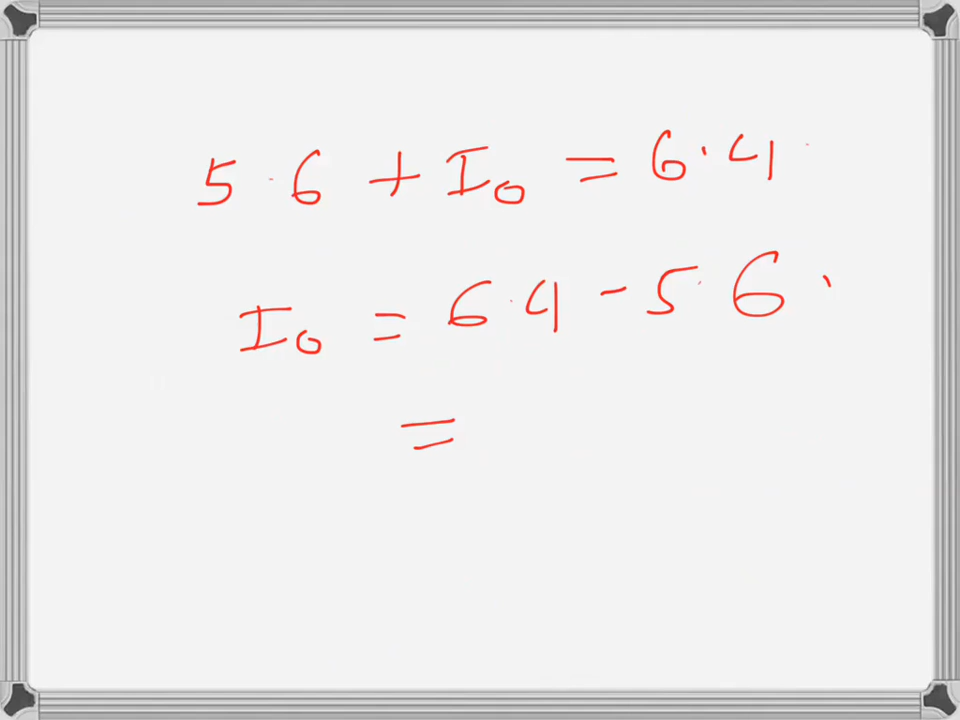 5.6 + I₀ = 6.4
I₀ = 6.4 - 5.6.
=